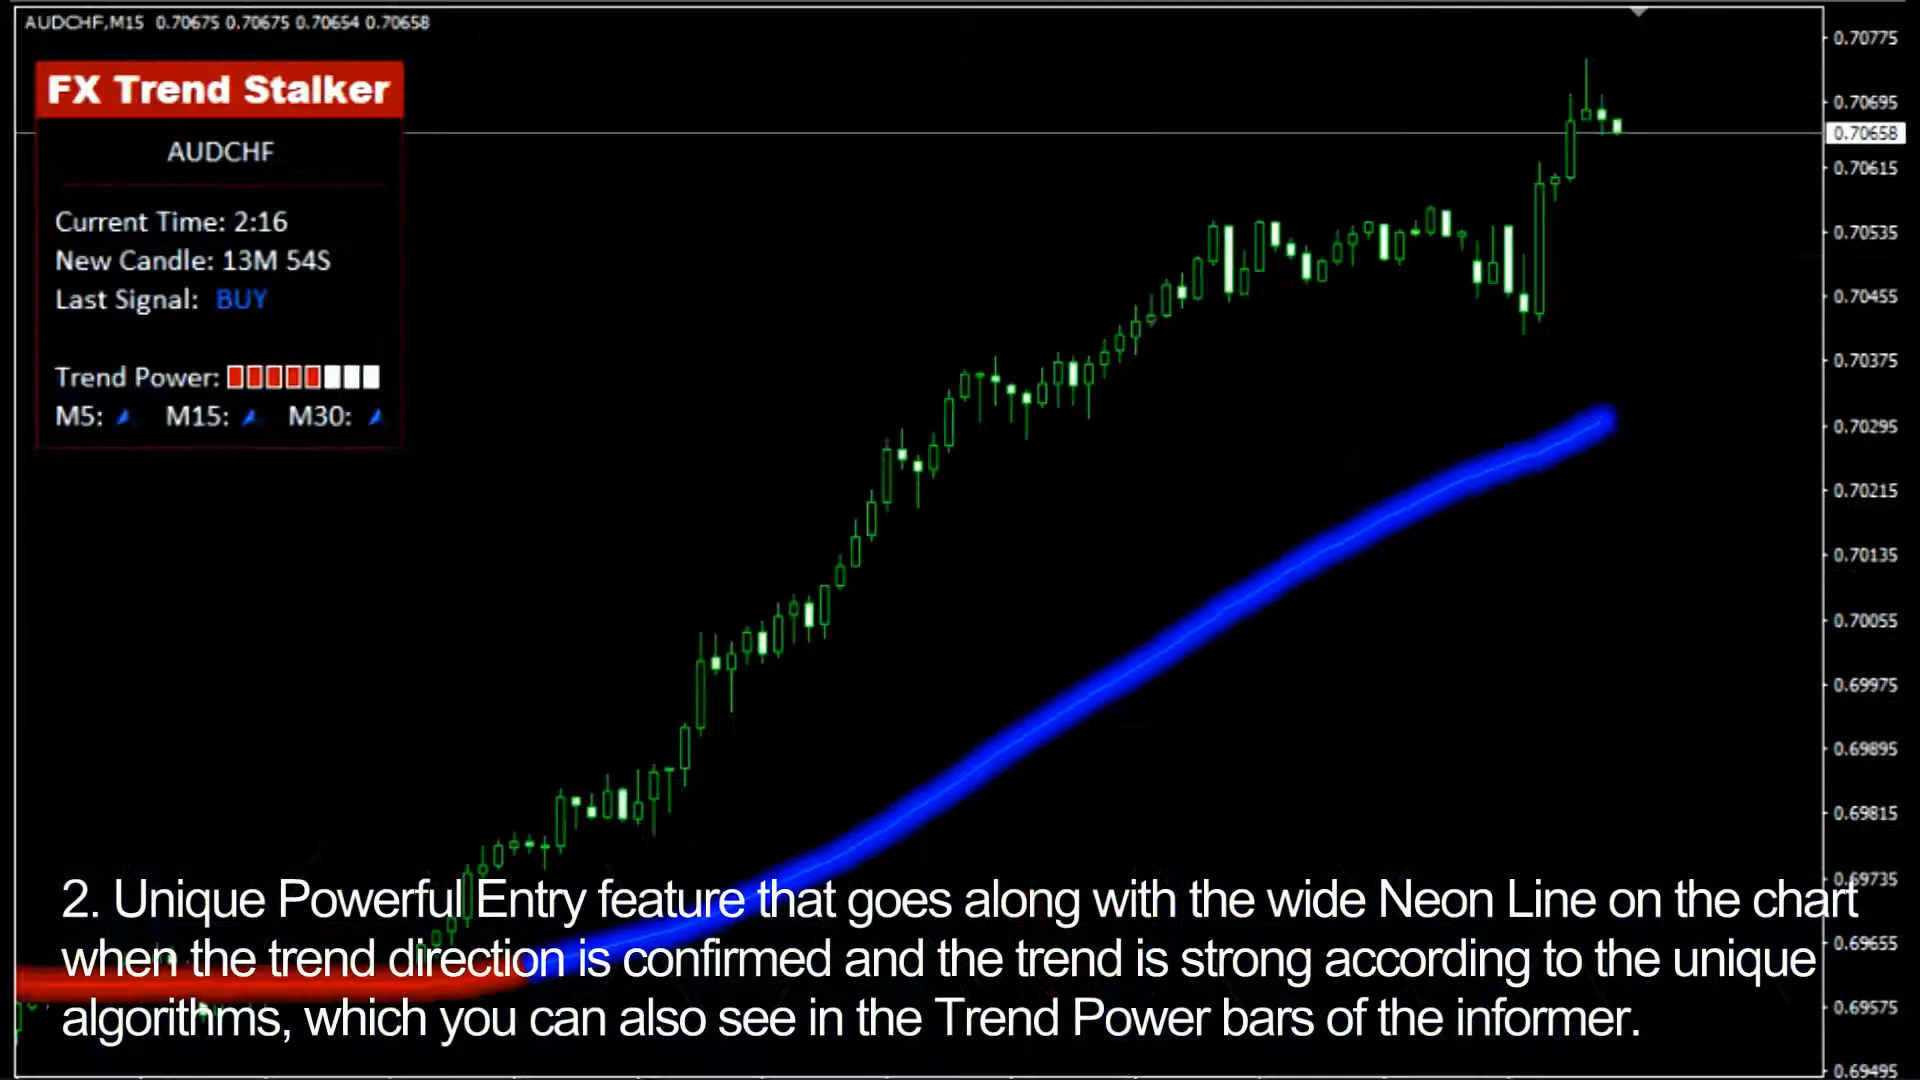 AUDCHF,M15 0.70675 0.70675 0.70654 0.70658
FX Trend Stalker
AUDCHF
Current Time: 2:16
New Candle: 13M 54S
Last Signal: BUY
Trend Power:
M5: M15: M30:
0.70775
0.70695
0.70658
0.70615
0.70535
0.70455
0.70375
0.70295
0.70215
0.70135
0.70055
0.69975
0.69895
0.69815
0.69735
0.69655
0.69575
0.69495
2. Unique Powerful Entry feature that goes along with the wide Neon Line on the chart
when the trend direction is confirmed and the trend is strong according to the unique
algorithms, which you can also see in the Trend Power bars of the informer.